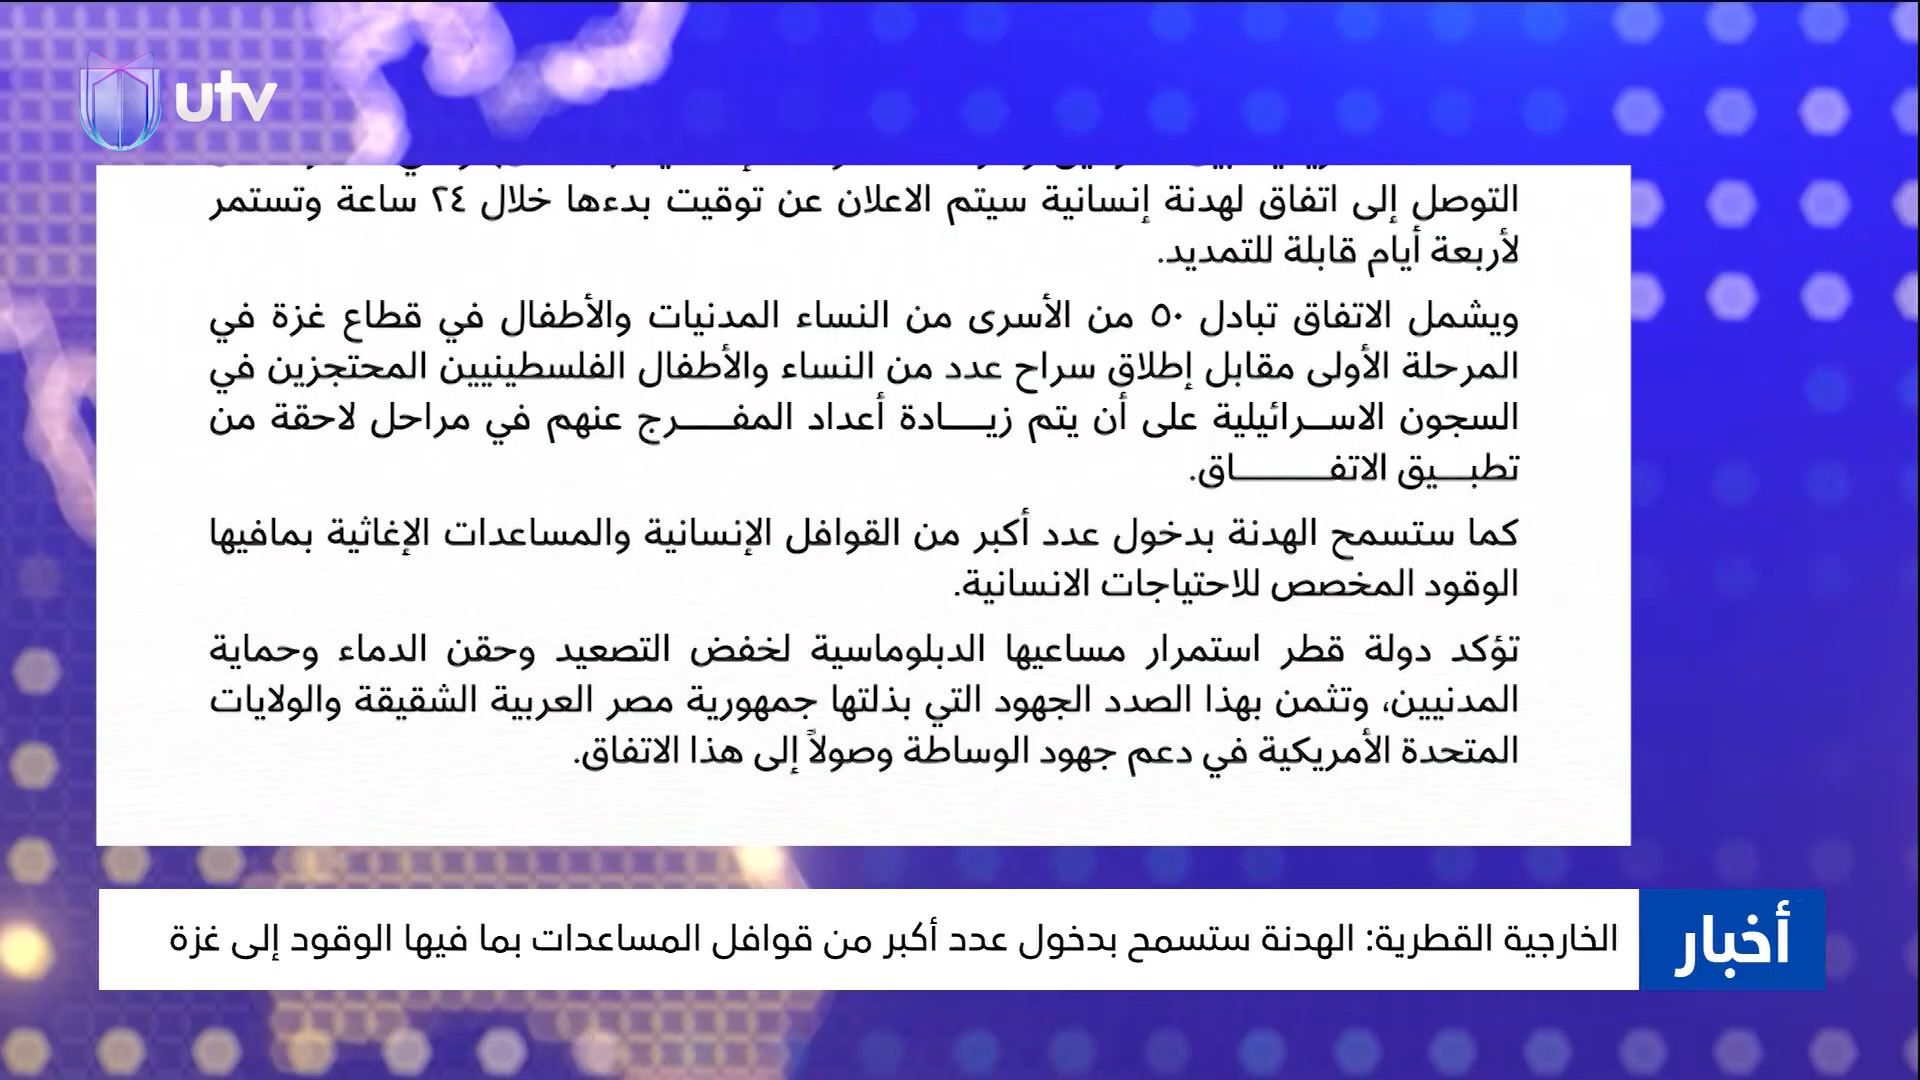 utv
التوصل إلى اتفاق لهدنة إنسانية سيتم الاعلان عن توقيت بدءها خلال ٢٤ ساعة وتستمر
لأربعة أيام قابلة للتمديد.
ويشمل الاتفاق تبادل ٥٠ من الأسرى من النساء المدنيات والأطفال في قطاع غزة في
المرحلة الأولى مقابل إطلاق سراح عدد من النساء والأطفال الفلسطينيين المحتجزين في
السجون الاســرائيلية على أن يتم زيــــادة أعداد المفـــــرج عنهم في مراحل لاحقة من
تطبـــيق الاتفــــــــــاق.
كما ستسمح الهدنة بدخول عدد أكبر من القوافل الإنسانية والمساعدات الإغاثية بمافيها
الوقود المخصص للاحتياجات الانسانية.
تؤكد دولة قطر استمرار مساعيها الدبلوماسية لخفض التصعيد وحقن الدماء وحماية
المدنيين، وتثمن بهذا الصدد الجهود التي بذلتها جمهورية مصر العربية الشقيقة والولايات
المتحدة الأمريكية في دعم جهود الوساطة وصولاً إلى هذا الاتفاق.
أخبار
الخارجية القطرية: الهدنة ستسمح بدخول عدد أكبر من قوافل المساعدات بما فيها الوقود إلى غزة